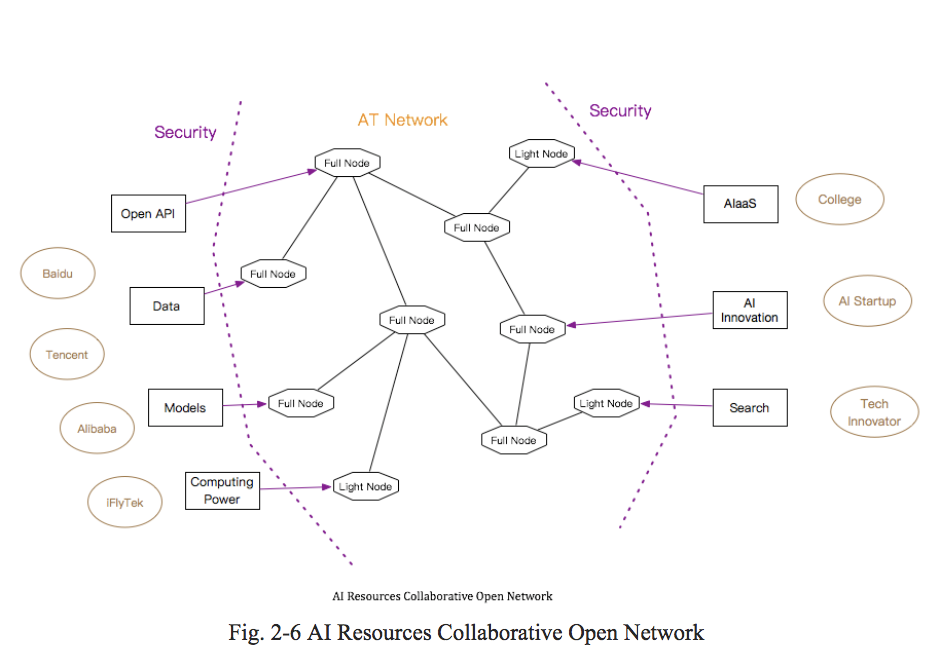 AT Network
Security
Security
Full Node
Light Node
Open API
AIaaS
College
Full Node
Baidu
Full Node
Data
AI
Innovation
AI Startup
Full Node
Full Node
Tencent
Models
Full Node
Light Node
Search
Tech
Innovator
Alibaba
Full Node
Computing
Power
Light Node
iFlyTek
AI Resources Collaborative Open Network
Fig. 2-6 AI Resources Collaborative Open Network